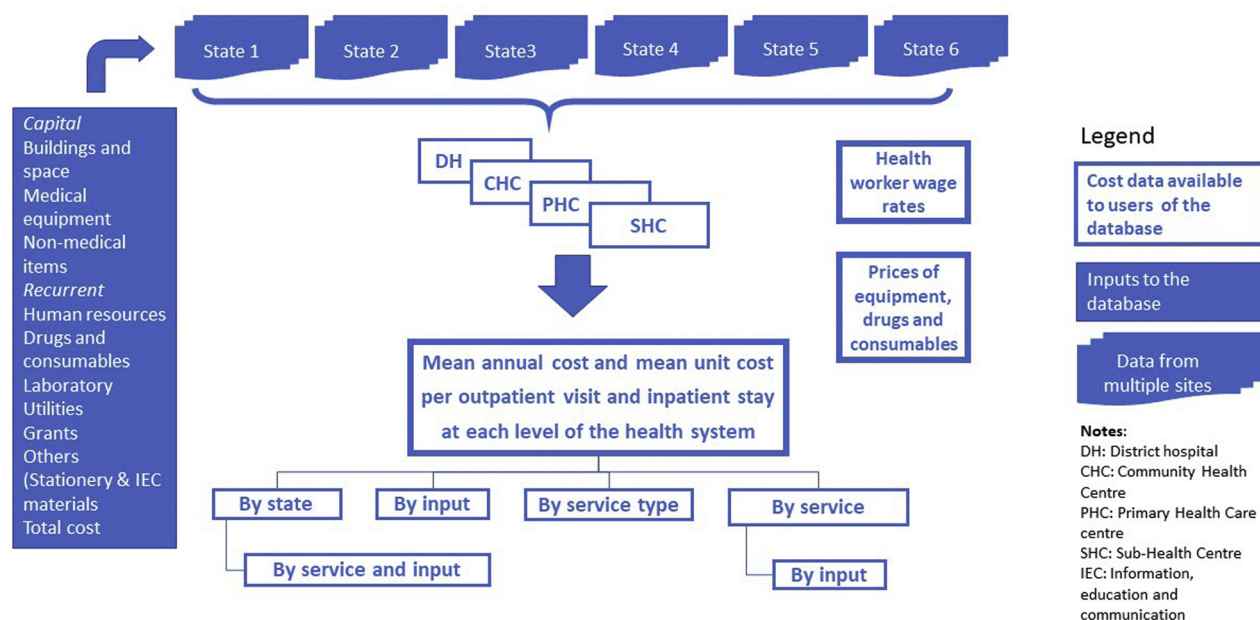 State 1
State 2
State3
State 4
State 5
State 6
Capital
Buildings and
space
Medical
equipment
Non-medical
items
Recurrent
Human resources
Drugs and
consumables
Laboratory
Utilities
Grants
Others
(Stationery & IEC
materials
Total cost
DH
CHC
PHC
SHC
Health
worker wage
rates
Prices of
equipment,
drugs and
consumables
Mean annual cost and mean unit cost
per outpatient visit and inpatient stay
at each level of the health system
By state
By input
By service type
By service
By service and input
By input
Legend
Cost data available
to users of the
database
Inputs to the
database
Data from
multiple sites
Notes:
DH: District hospital
CHC: Community Health
Centre
PHC: Primary Health Care
centre
SHC: Sub-Health Centre
IEC: Information,
education and
communication